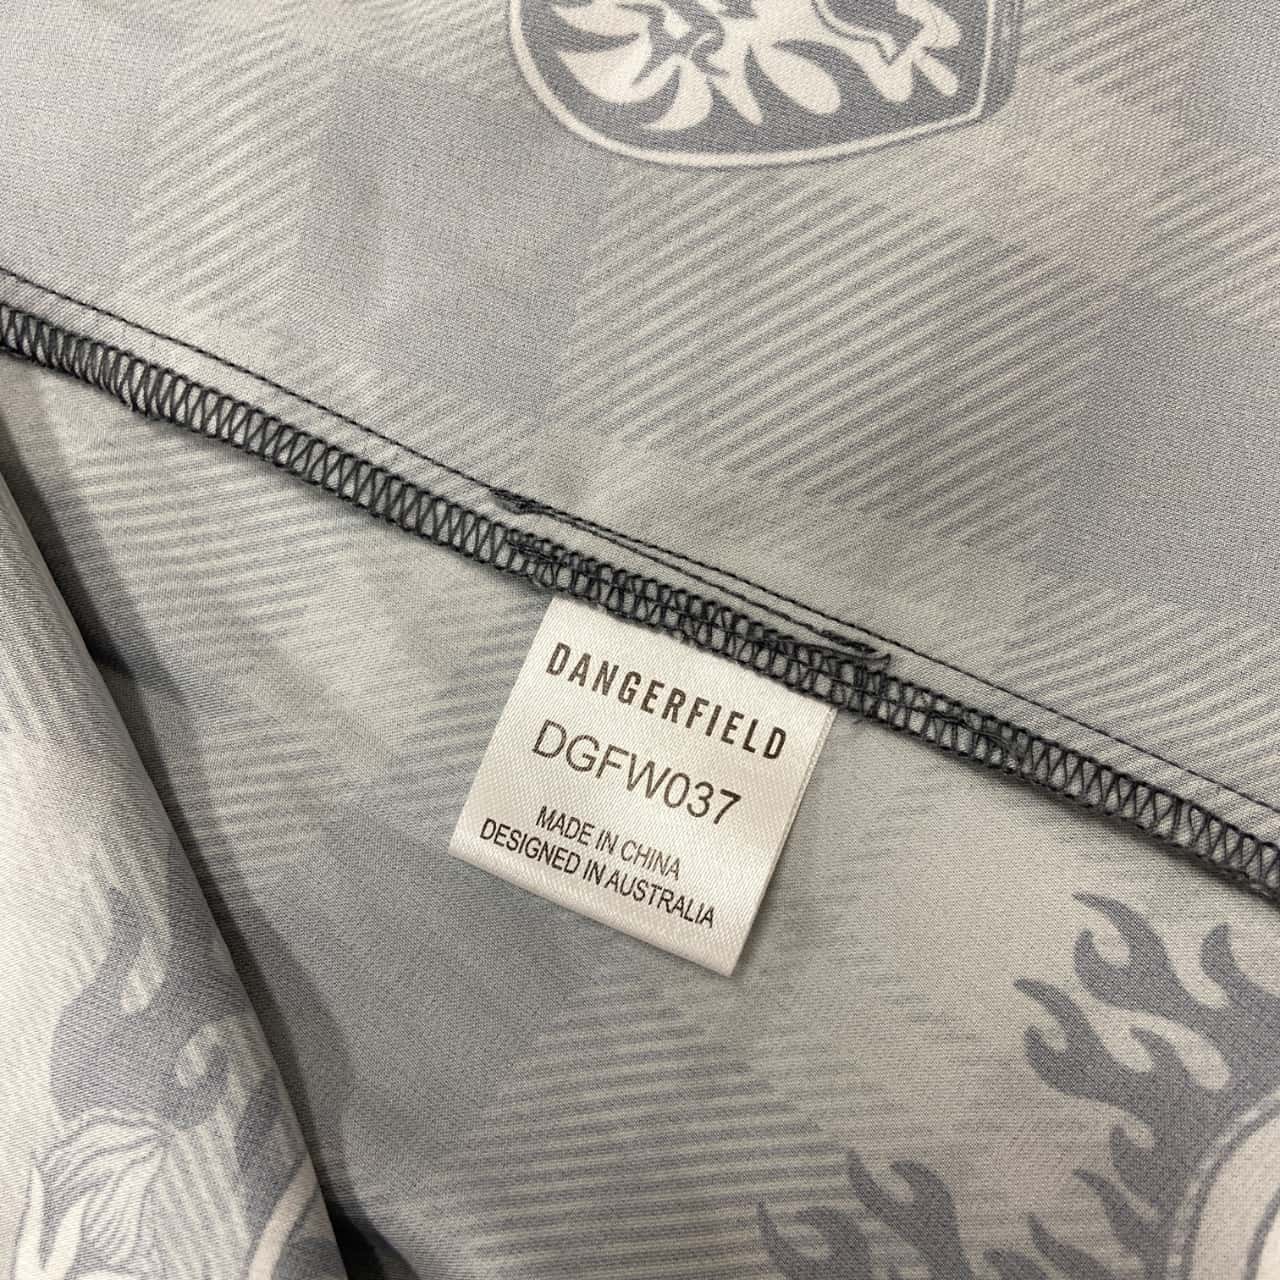 DANGERFIELD
DGFW037
MADE IN CHINA
DESIGNED IN AUSTRALIA